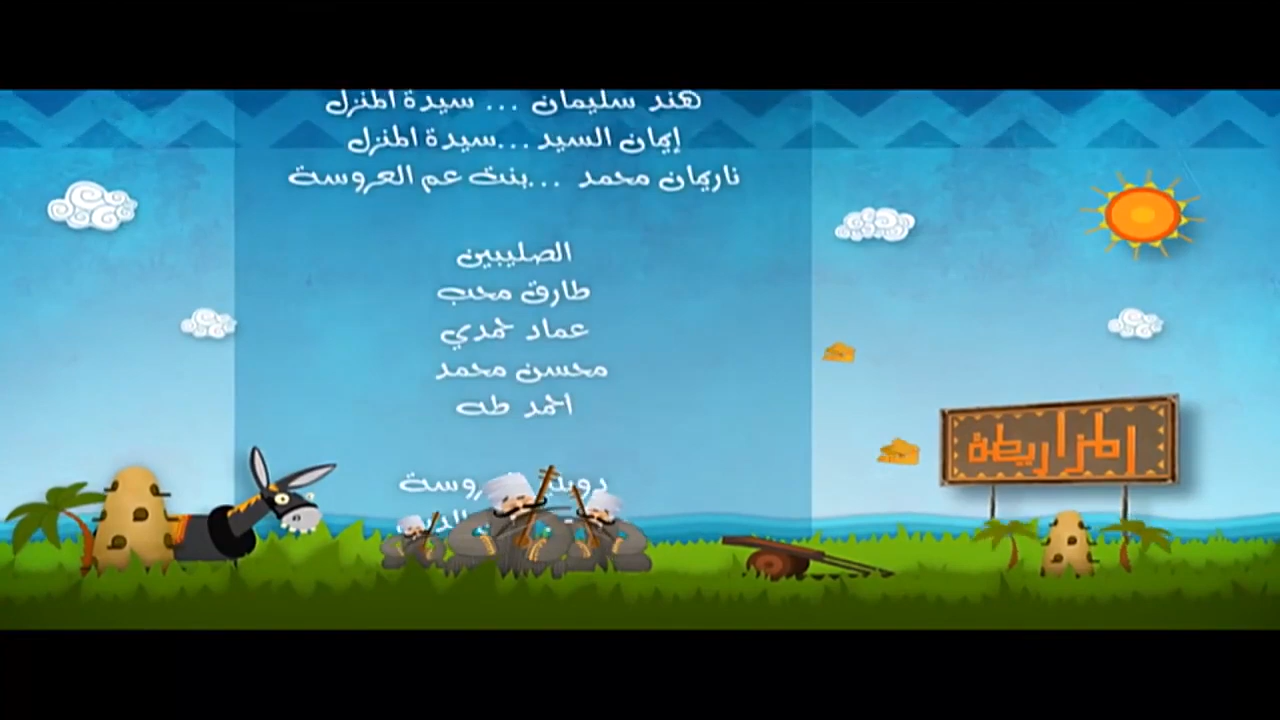 هند سليمان ... سيدة المنزل
إيمان السيد ...سيدة المنزل
ناريمان محمد ...بنت عم العروسة
الصليبين
طارق محب
عماد حمدي
محسن محمد
احمد طه
المزاريطة